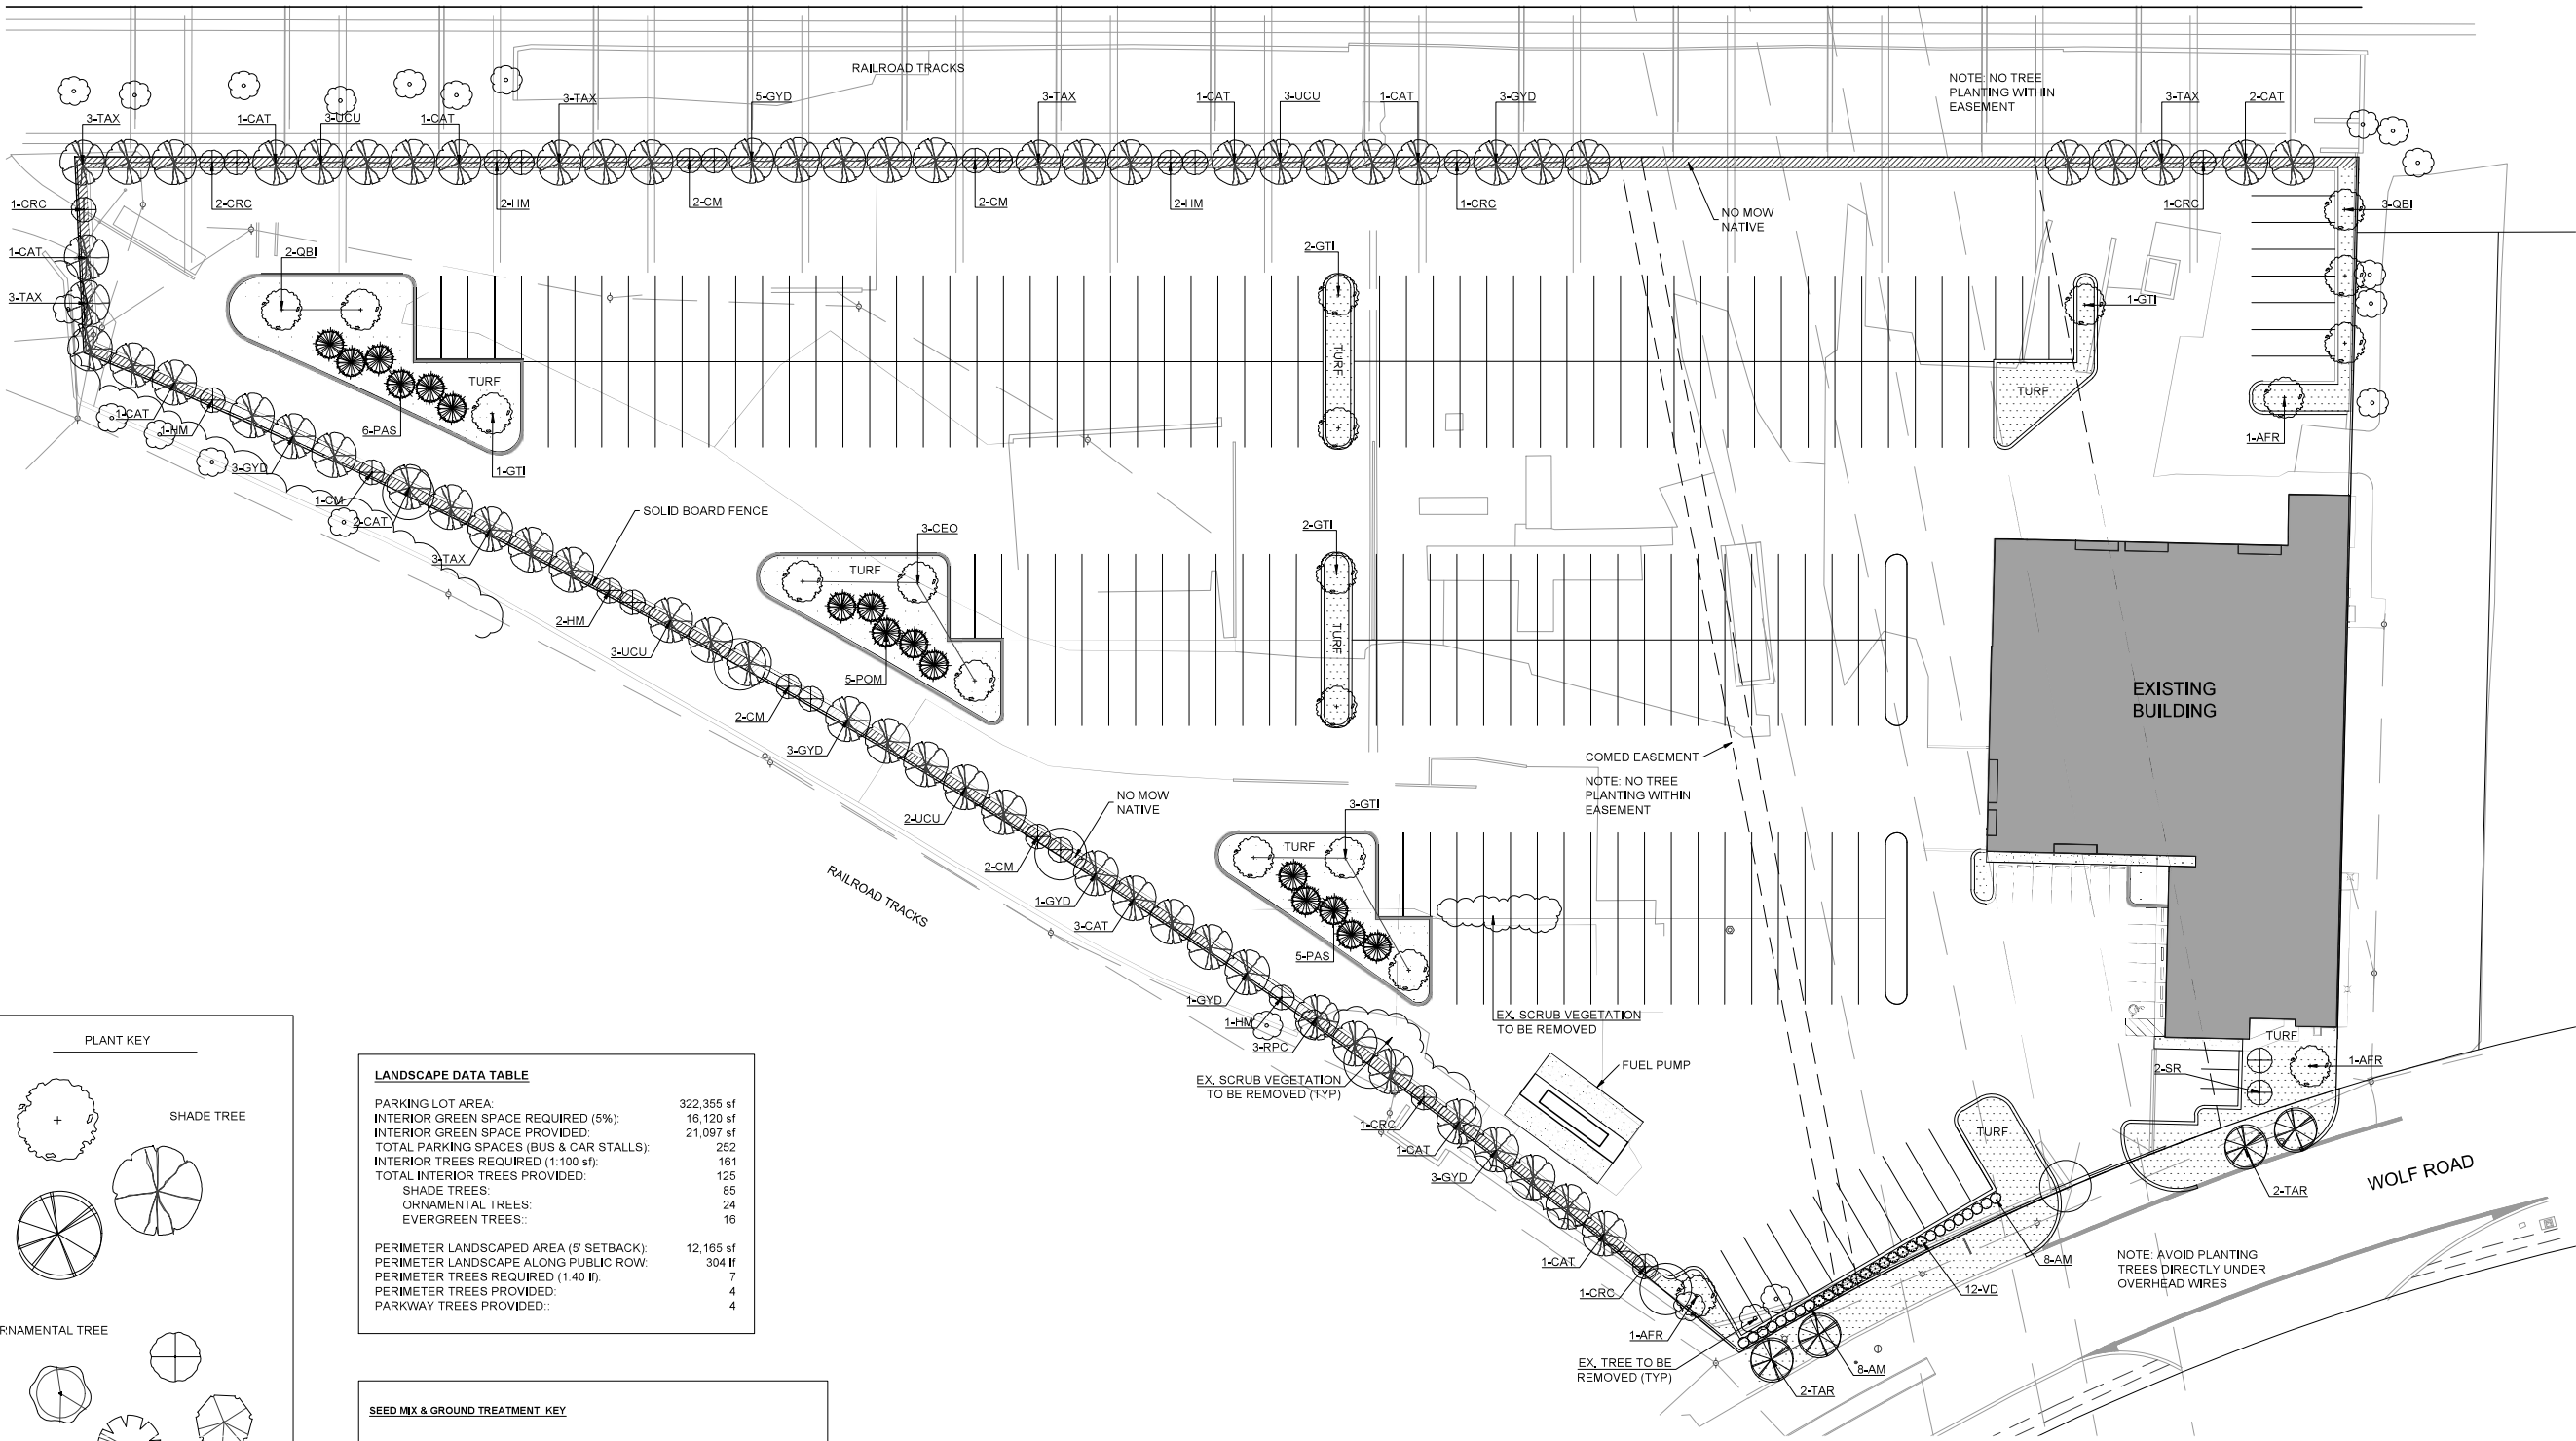 RAILROAD TRACKS
NOTE: NO TREE
PLANTING WITHIN
EASEMENT
3-TAX
1-CAT
3-UCU
1-CAT
3-TAX
5-GYD
3-TAX
1-CAT
3-UCU
1-CAT
3-GYD
3-TAX
2-CAT
1-CRC
2-CRC
2-HM
2-CM
2-CM
2-HM
1-CRC
NO MOW
NATIVE
1-CRC
3-QBI
1-CAT
2-QBI
2-GTI
3-TAX
1-GTI
TURF
TURF
TURF
1-CAT
1-HM
6-PAS
1-AFR
3-GYD
1-GTI
1-CM
SOLID BOARD FENCE
2-CAT
3-CEO
2-GTI
3-TAX
TURF
2-HM
TURF
3-UCU
5-POM
EXISTING
BUILDING
2-CM
3-GYD
COMED EASEMENT
NOTE: NO TREE
PLANTING WITHIN
EASEMENT
NO MOW
NATIVE
3-GTI
2-UCU
TURF
2-CM
RAILROAD TRACKS
1-GYD
3-CAT
5-PAS
1-GYD
EX. SCRUB VEGETATION
TO BE REMOVED
1-HM
3-RPC
TURF
FUEL PUMP
1-AFR
2-SR
EX. SCRUB VEGETATION
TO BE REMOVED (TYP)
1-CRC
TURF
1-CAT
3-GYD
WOLF ROAD
2-TAR
NOTE: AVOID PLANTING
TREES DIRECTLY UNDER
OVERHEAD WIRES
8-AM
1-CAT
12-VD
1-CRC
1-AFR
EX. TREE TO BE
REMOVED (TYP)
8-AM
2-TAR
PLANT KEY
SHADE TREE
RNAMENTAL TREE
LANDSCAPE DATA TABLE
PARKING LOT AREA: 322,355 sf
INTERIOR GREEN SPACE REQUIRED (5%): 16,120 sf
INTERIOR GREEN SPACE PROVIDED: 21,097 sf
TOTAL PARKING SPACES (BUS & CAR STALLS): 252
INTERIOR TREES REQUIRED (1:100 sf): 161
TOTAL INTERIOR TREES PROVIDED: 125
SHADE TREES: 85
ORNAMENTAL TREES: 24
EVERGREEN TREES:: 16
PERIMETER LANDSCAPED AREA (5' SETBACK): 12,165 sf
PERIMETER LANDSCAPE ALONG PUBLIC ROW: 304 lf
PERIMETER TREES REQUIRED (1:40 lf): 7
PERIMETER TREES PROVIDED: 4
PARKWAY TREES PROVIDED:: 4
SEED MIX & GROUND TREATMENT KEY